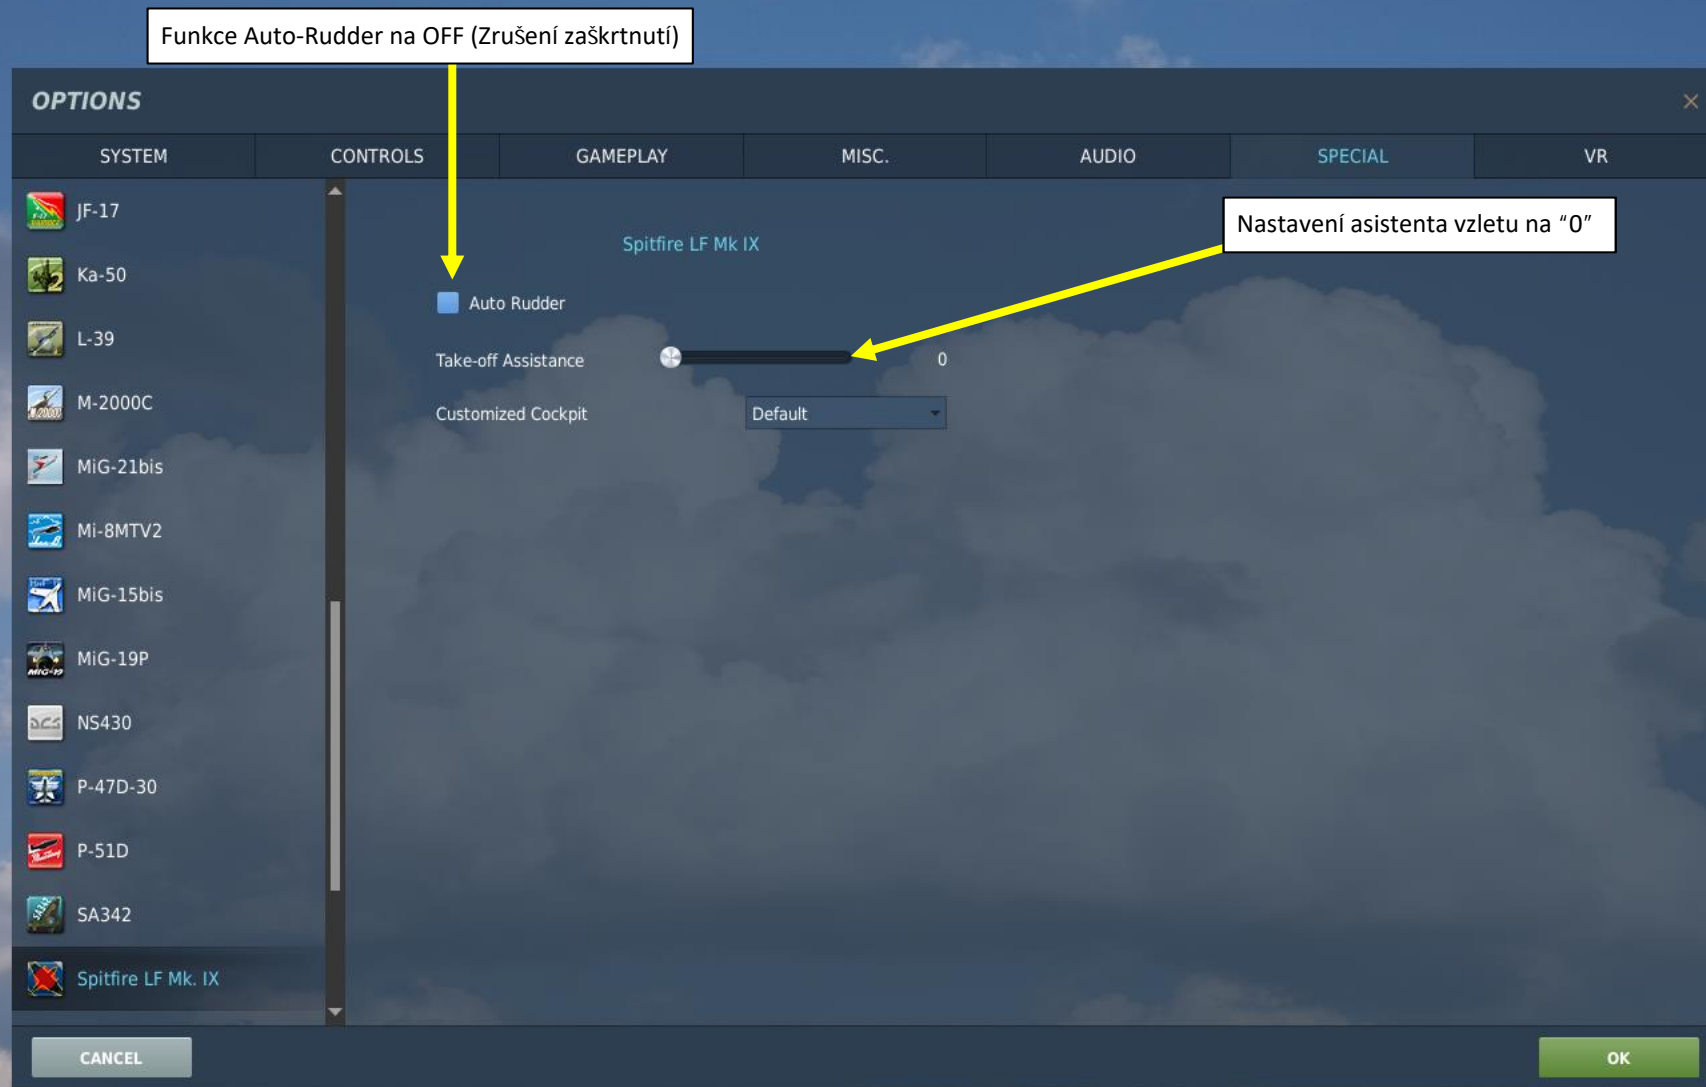 Funkce Auto-Rudder na OFF (Zrušení zaškrtnutí)
OPTIONS
SYSTEM
CONTROLS
GAMEPLAY
MISC.
AUDIO
SPECIAL
VR
JF-17
Ka-50
L-39
M-2000C
MiG-21bis
Mi-8MTV2
MiG-15bis
MiG-19P
NS430
P-47D-30
P-51D
SA342
Spitfire LF Mk. IX
Nastavení asistenta vzletu na “0”
Spitfire LF Mk IX
Auto Rudder
Take-off Assistance
0
Customized Cockpit
Default
CANCEL
OK